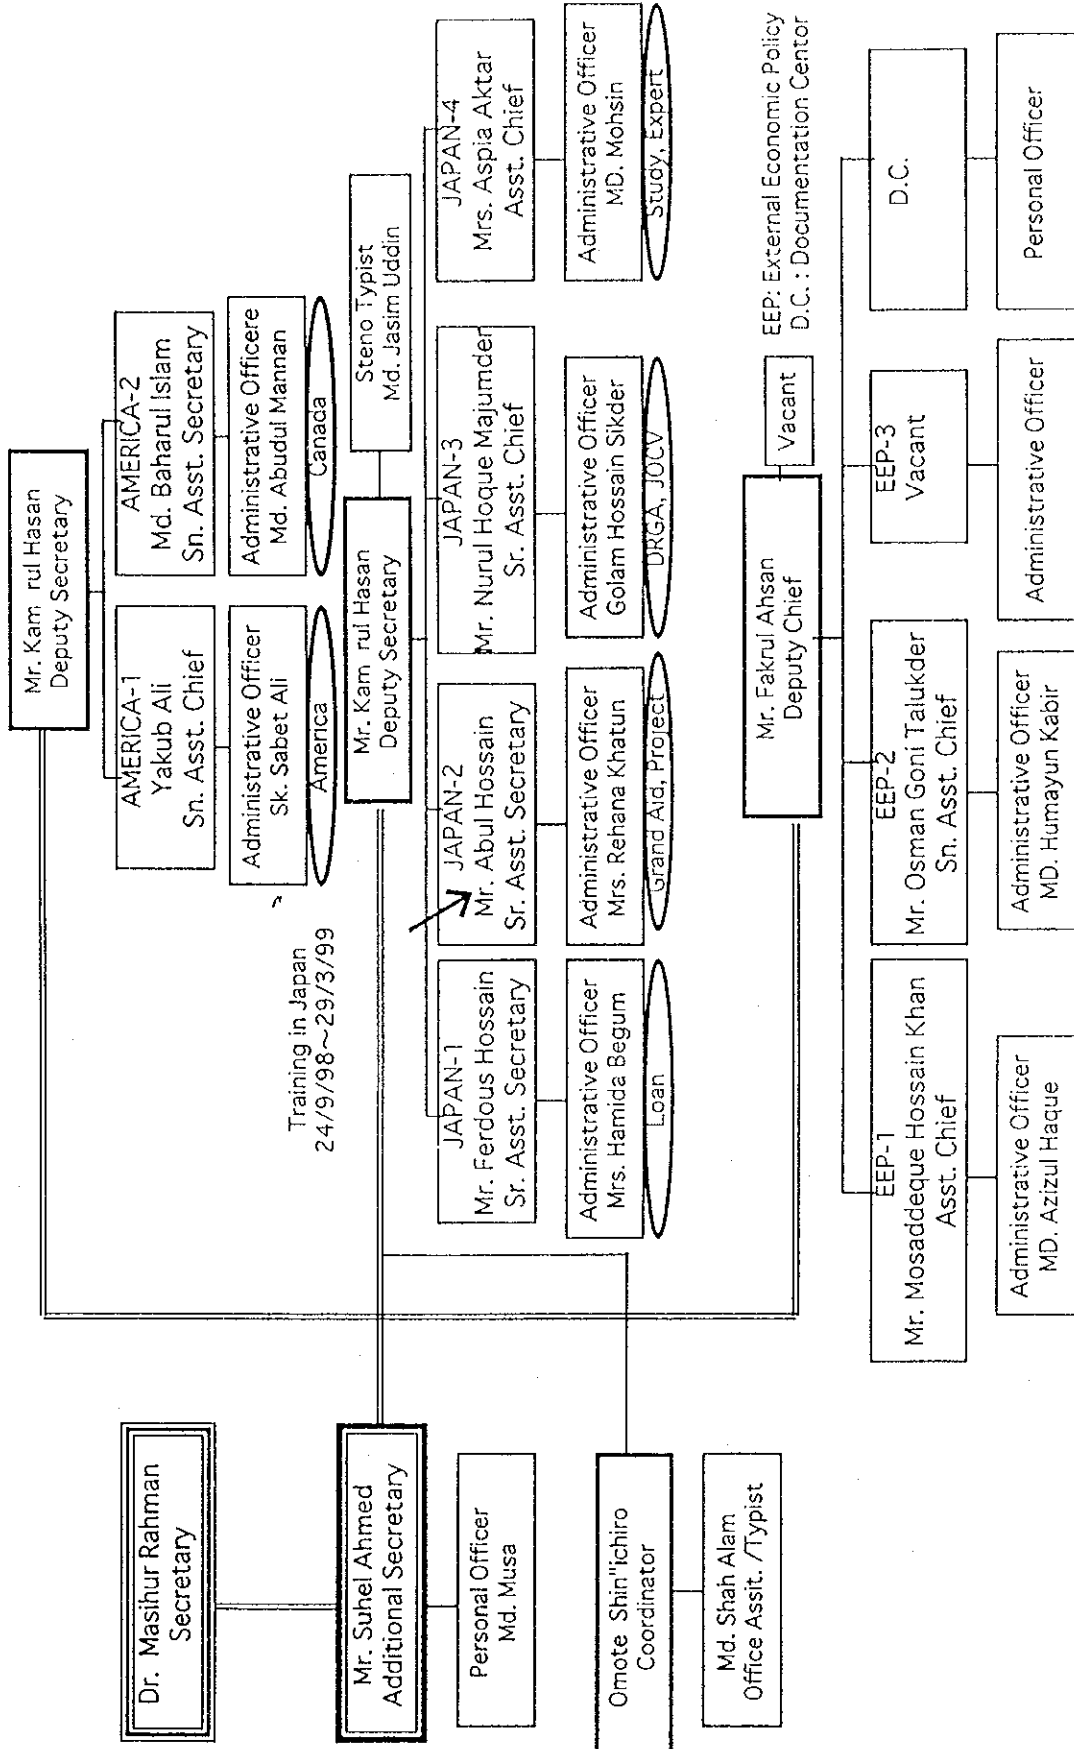 Dr. Masihur Rahman
Secretary
Mr. Suhel Ahmed
Additional Secretary
Personal Officer
Md. Musa
Omote Shin"ichiro
Coordinator
Md. Shah Alam
Office Assit. /Typist
Mr. Kam rul Hasan
Deputy Secretary
AMERICA-1
Yakub Ali
Sn. Asst. Chief
Administrative Officer
Sk. Sabet Ali
America
AMERICA-2
Md. Baharul Islam
Sn. Asst. Secretary
Administrative Officere
Md. Abudul Mannan
Canada
Training in Japan
24/9/98~29/3/99
Mr. Kam rul Hasan
Deputy Secretary
Steno Typist
Md. Jasim Uddin
JAPAN-1
Mr. Ferdous Hossain
Sr. Asst. Secretary
Administrative Officer
Mrs. Hamida Begum
Loan
JAPAN-2
Mr. Abul Hossain
Sr. Asst. Secretary
Administrative Officer
Mrs. Rehana Khatun
Grand Aid, Project
JAPAN-3
Mr. Nurul Hoque Majumder
Sr. Asst. Chief
Administrative Officer
Golam Hossain Sikder
DRGA, JOCV
JAPAN-4
Mrs. Aspia Aktar
Asst. Chief
Administrative Officer
MD. Mohsin
Study, Expert
Mr. Fakrul Ahsan
Deputy Chief
Vacant
EEP: External Economic Policy
D.C. : Documentation Centor
EEP-1
Mr. Mosaddeque Hossain Khan
Asst. Chief
Administrative Officer
MD. Azizul Haque
EEP-2
Mr. Osman Goni Talukder
Sn. Asst. Chief
Administrative Officer
MD. Humayun Kabir
EEP-3
Vacant
Administrative Officer
D.C.
Personal Officer